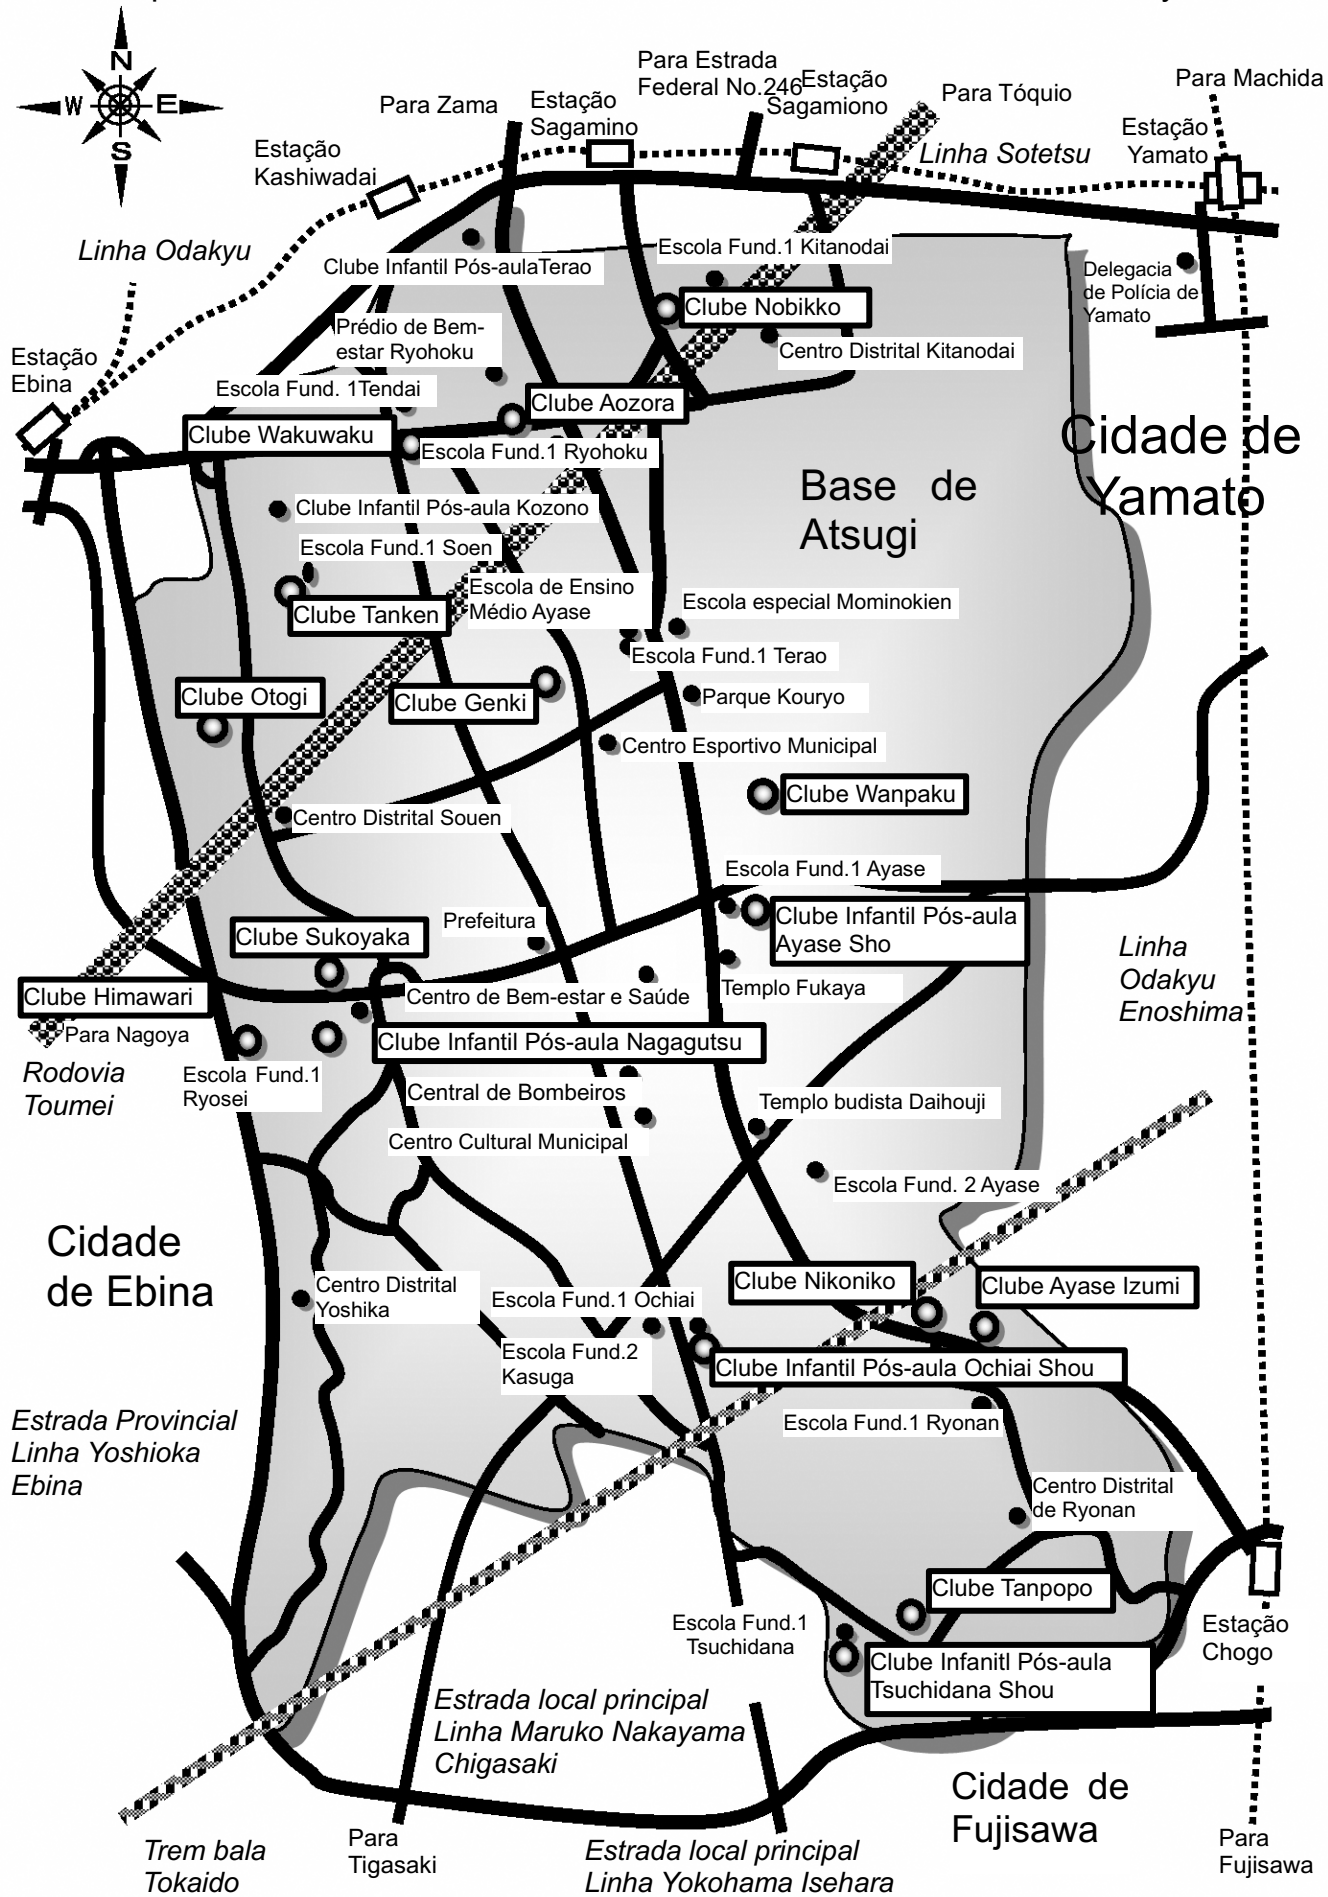 N
W
E
S
Para Estrada
Federal No.246
Estação
Sagamiono
Para Tóquio
Para Machida
Para Zama
Estação
Sagamino
Estação
Yamato
Estação
Kashiwadai
Linha Sotetsu
Linha Odakyu
Escola Fund.1 Kitanodai
Clube Infantil Pós-aulaTerao
Delegacia
de Polícia de
Yamato
Clube Nobikko
Prédio de Bem-
estar Ryohoku
Centro Distrital Kitanodai
Estação
Ebina
Escola Fund. 1Tendai
Clube Aozora
Clube Wakuwaku
Escola Fund.1 Ryohoku
Cidade de
Yamato
Base de
Atsugi
Clube Infantil Pós-aula Kozono
Escola Fund.1 Soen
Escola de Ensino
Médio Ayase
Clube Tanken
Escola especial Mominokien
Escola Fund.1 Terao
Clube Otogi
Clube Genki
Parque Kouryo
Centro Esportivo Municipal
Clube Wanpaku
Centro Distrital Souen
Escola Fund.1 Ayase
Prefeitura
Clube Infantil Pós-aula
Ayase Sho
Clube Sukoyaka
Linha
Odakyu
Enoshima
Clube Himawari
Centro de Bem-estar e Saúde
Templo Fukaya
Para Nagoya
Clube Infantil Pós-aula Nagagutsu
Rodovia
Toumei
Escola Fund.1
Ryosei
Central de Bombeiros
Templo budista Daihouji
Centro Cultural Municipal
Escola Fund. 2 Ayase
Cidade
de Ebina
Centro Distrital
Yoshika
Clube Nikoniko
Clube Ayase Izumi
Escola Fund.1 Ochiai
Escola Fund.2
Kasuga
Clube Infantil Pós-aula Ochiai Shou
Estrada Provincial
Linha Yoshioka
Ebina
Escola Fund.1 Ryonan
Centro Distrital
de Ryonan
Clube Tanpopo
Escola Fund.1
Tsuchidana
Estação
Chogo
Clube Infanitl Pós-aula
Tsuchidana Shou
Estrada local principal
Linha Maruko Nakayama
Chigasaki
Cidade de
Fujisawa
Trem bala
Tokaido
Para
Tigasaki
Estrada local principal
Linha Yokohama Isehara
Para
Fujisawa